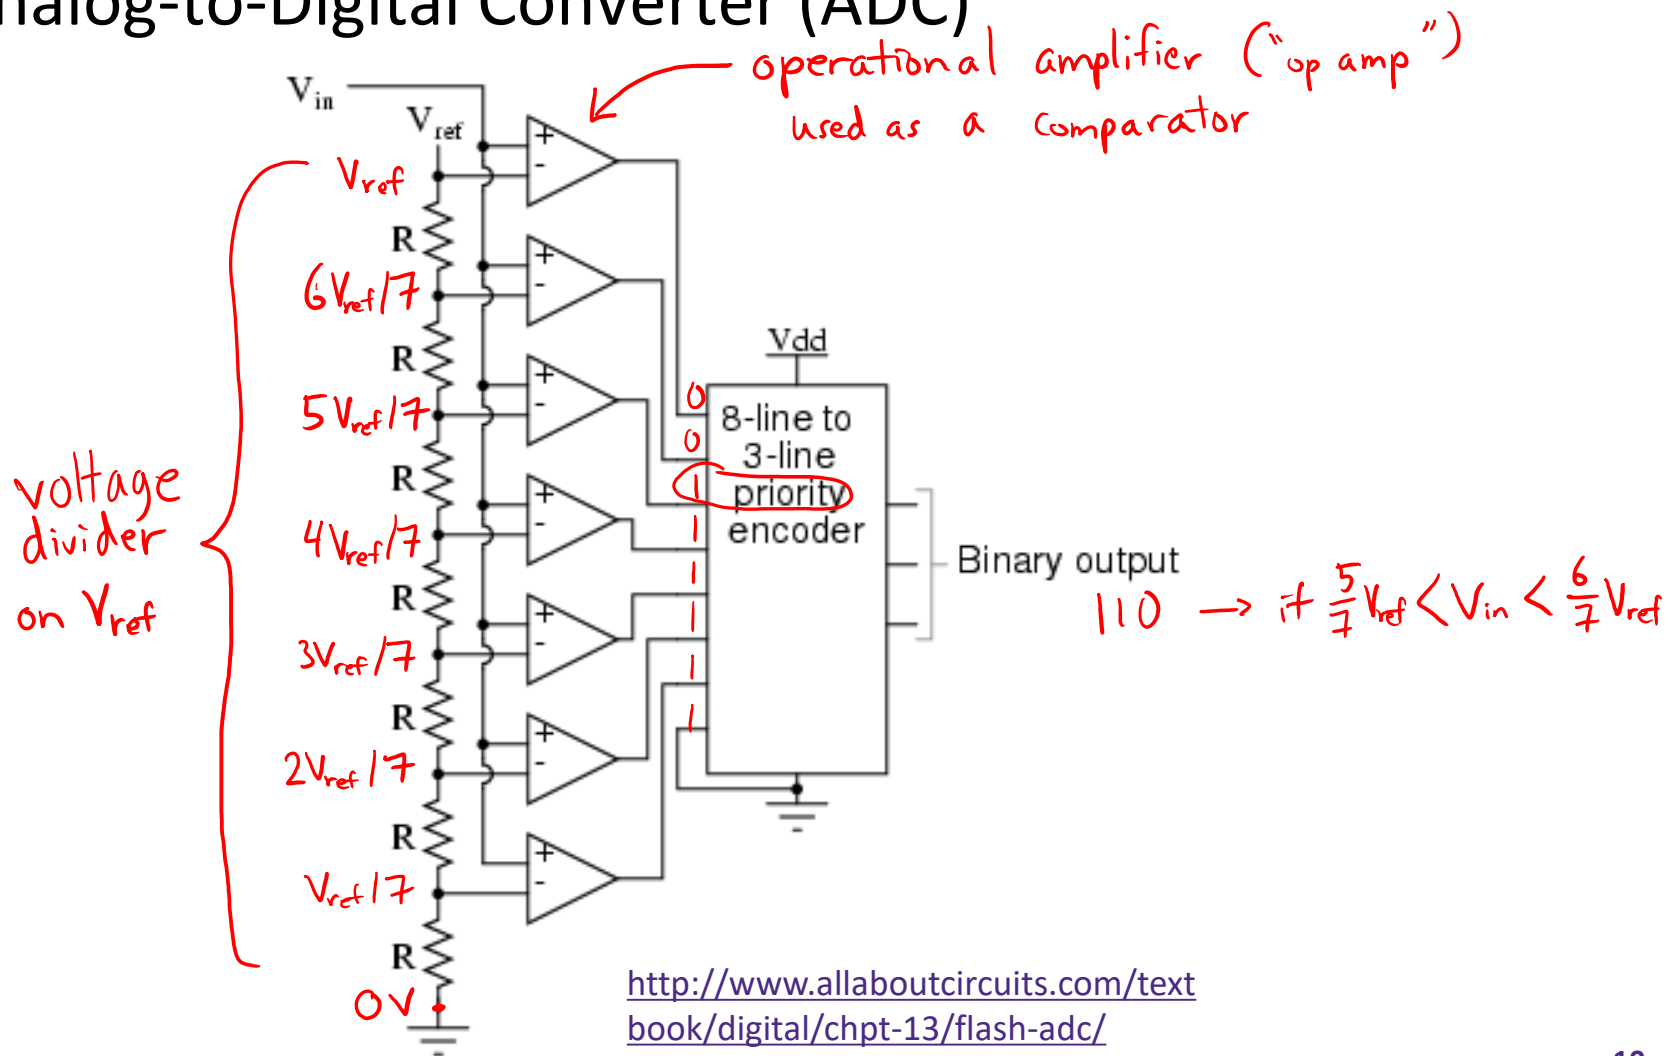 nalog-to-Digital Converter (ADC)
operational amplifier ("op amp")
used as a comparator
Vin
Vref
Vref
R
6Vref/7
R
5Vref/7
R
4Vref/7
R
3Vref/7
R
2Vref/7
R
Vref/7
R
0V
voltage
divider
on Vref
+
-
+
-
+
-
+
-
+
-
+
-
+
-
Vdd
0
0
1
1
1
1
1
1
8-line to
3-line
priority
encoder
Binary output
110 → if 5/7 Vref < Vin < 6/7 Vref
http://www.allaboutcircuits.com/text
book/digital/chpt-13/flash-adc/